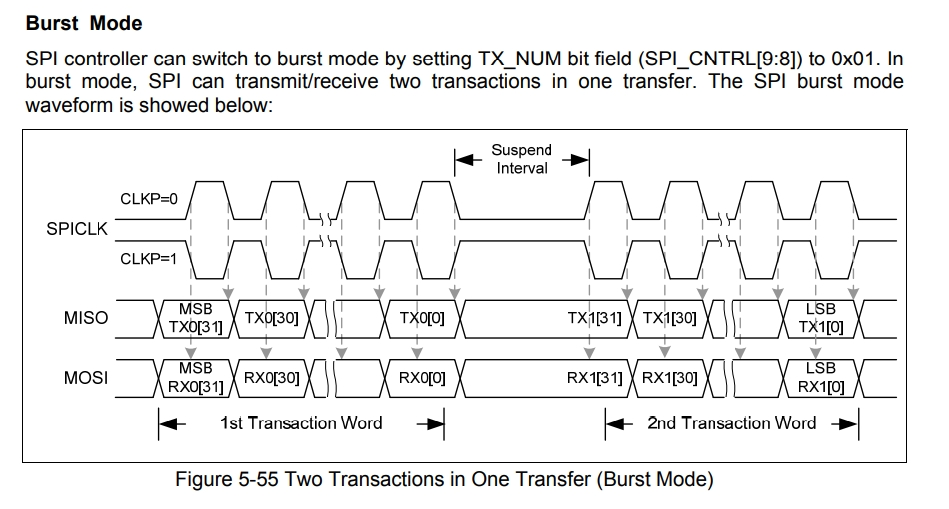 Burst Mode
SPI controller can switch to burst mode by setting TX_NUM bit field (SPI_CNTRL[9:8]) to 0x01. In
burst mode, SPI can transmit/receive two transactions in one transfer. The SPI burst mode
waveform is showed below:
Suspend
Interval
CLKP=0
SPICLK
CLKP=1
MISO
MSB
TX0[31]
TX0[30]
TX0[0]
TX1[31]
TX1[30]
LSB
TX1[0]
MOSI
MSB
RX0[31]
RX0[30]
RX0[0]
RX1[31]
RX1[30]
LSB
RX1[0]
1st Transaction Word
2nd Transaction Word
Figure 5-55 Two Transactions in One Transfer (Burst Mode)